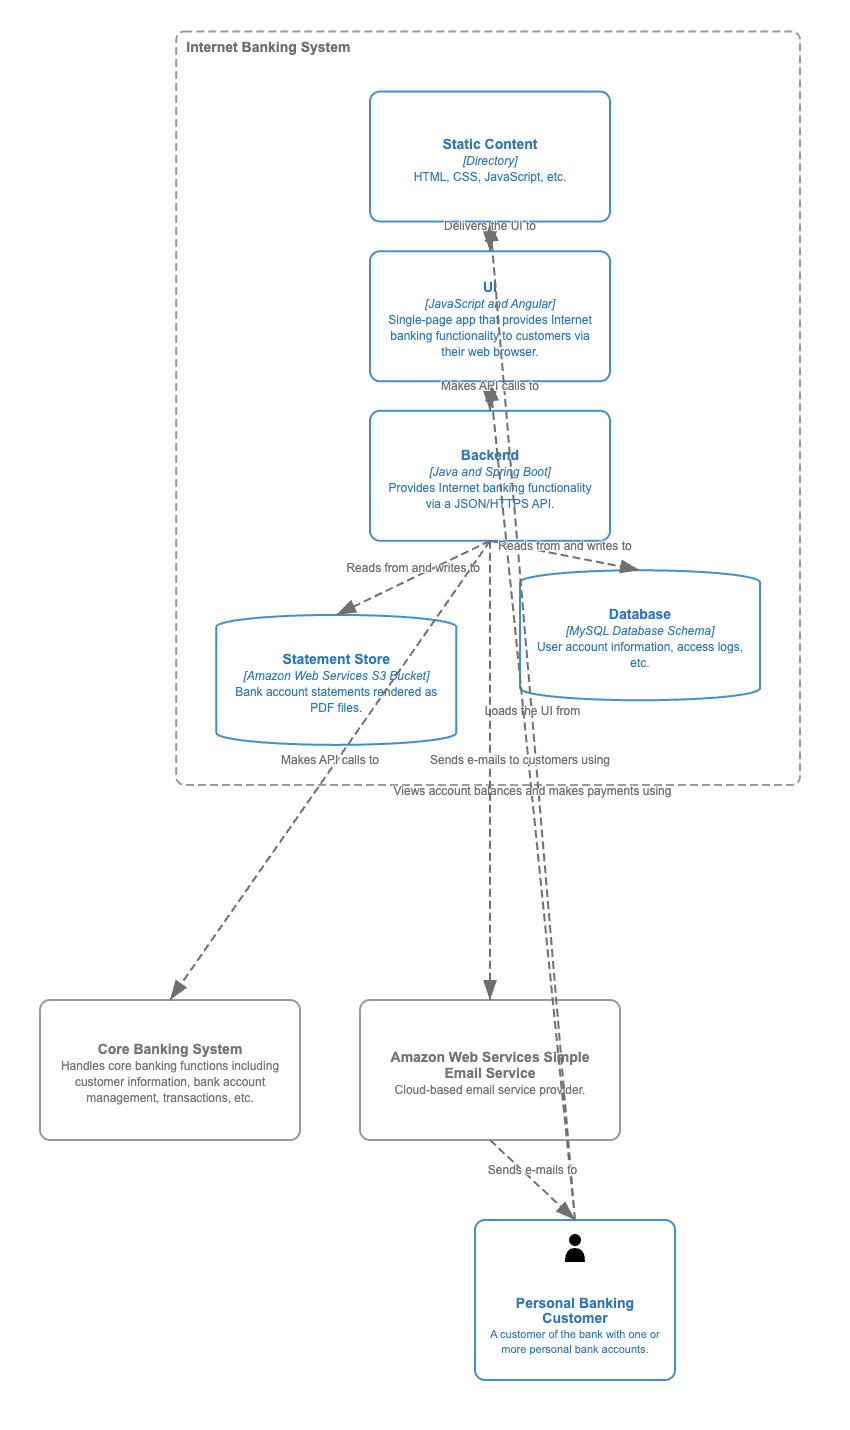 Internet Banking System
Static Content
[Directory]
HTML, CSS, JavaScript, etc.
Delivers the UI to
UI
[JavaScript and Angular]
Single-page app that provides Internet
banking functionality to customers via
their web browser.
Makes API calls to
Backend
[Java and Spring Boot]
Provides Internet banking functionality
via a JSON/HTTPS API.
Reads from and writes to
Reads from and writes to
Database
[MySQL Database Schema]
User account information, access logs,
etc.
Statement Store
[Amazon Web Services S3 Bucket]
Bank account statements rendered as
PDF files.
Loads the UI from
Makes API calls to
Sends e-mails to customers using
Views account balances and makes payments using
Core Banking System
Handles core banking functions including
customer information, bank account
management, transactions, etc.
Amazon Web Services Simple
Email Service
Cloud-based email service provider.
Sends e-mails to
Personal Banking
Customer
A customer of the bank with one or
more personal bank accounts.